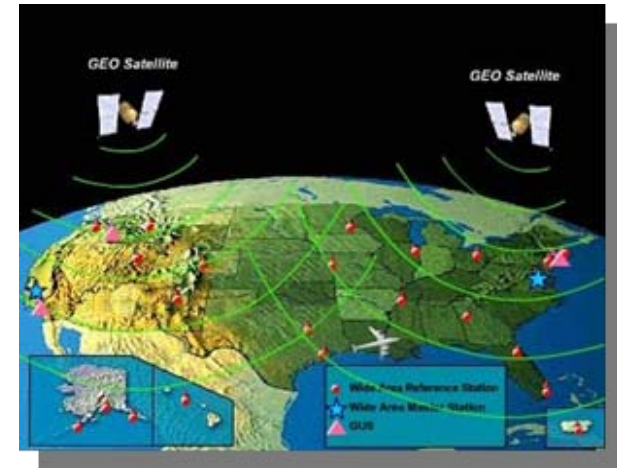 GEO Satellite
GEO Satellite
Wide Area Reference Station
Wide Area Master Station
GUS